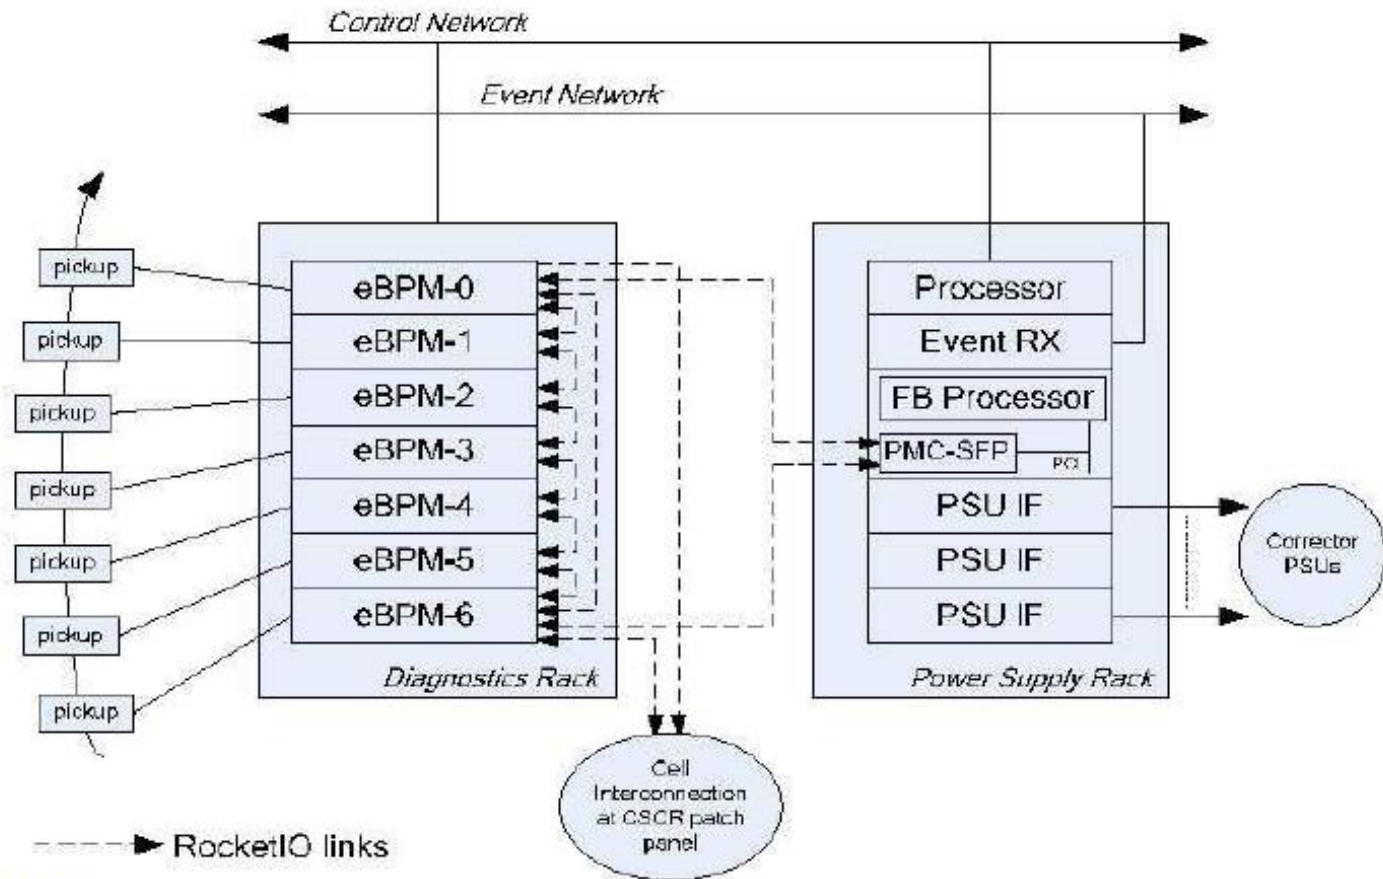 Control Network
Event Network
pickup
pickup
pickup
pickup
pickup
pickup
pickup
eBPM-0
eBPM-1
eBPM-2
eBPM-3
eBPM-4
eBPM-5
eBPM-6
Diagnostics Rack
Processor
Event RX
FB Processor
PMC-SFP
PCI
PSU IF
PSU IF
PSU IF
Power Supply Rack
Corrector
PSUs
Cell
Interconnection
at CSCR patch
panel
RocketIO links